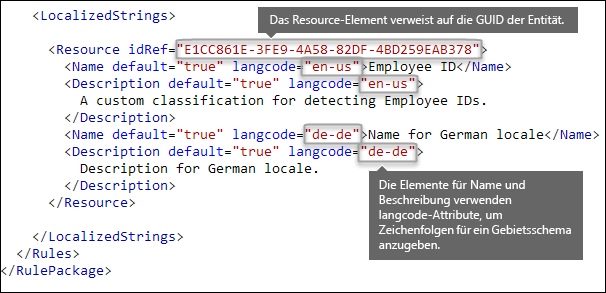 <LocalizedStrings>
Das Resource-Element verweist auf die GUID der Entität.
<Resource idRef="E1CC861E-3FE9-4A58-82DF-4BD259EAB378">
<Name default="true" langcode="en-us">Employee ID</Name>
<Description default="true" langcode="en-us">
A custom classification for detecting Employee IDs.
</Description>
<Name default="true" langcode="de-de">Name for German locale</Name>
<Description default="true" langcode="de-de">
Description for German locale.
</Description>
</Resource>
Die Elemente für Name und
Beschreibung verwenden
langcode-Attribute, um
Zeichenfolgen für ein Gebietsschema
anzugeben.
</LocalizedStrings>
</Rules>
</RulePackage>